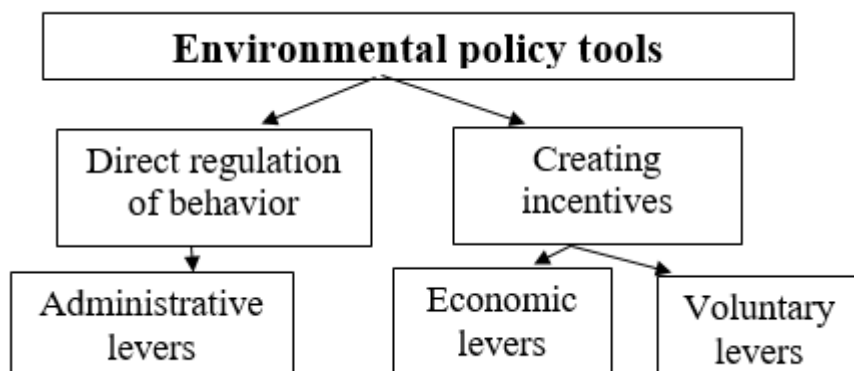 Environmental policy tools
Direct regulation
of behavior
Creating
incentives
Administrative
levers
Economic
levers
Voluntary
levers